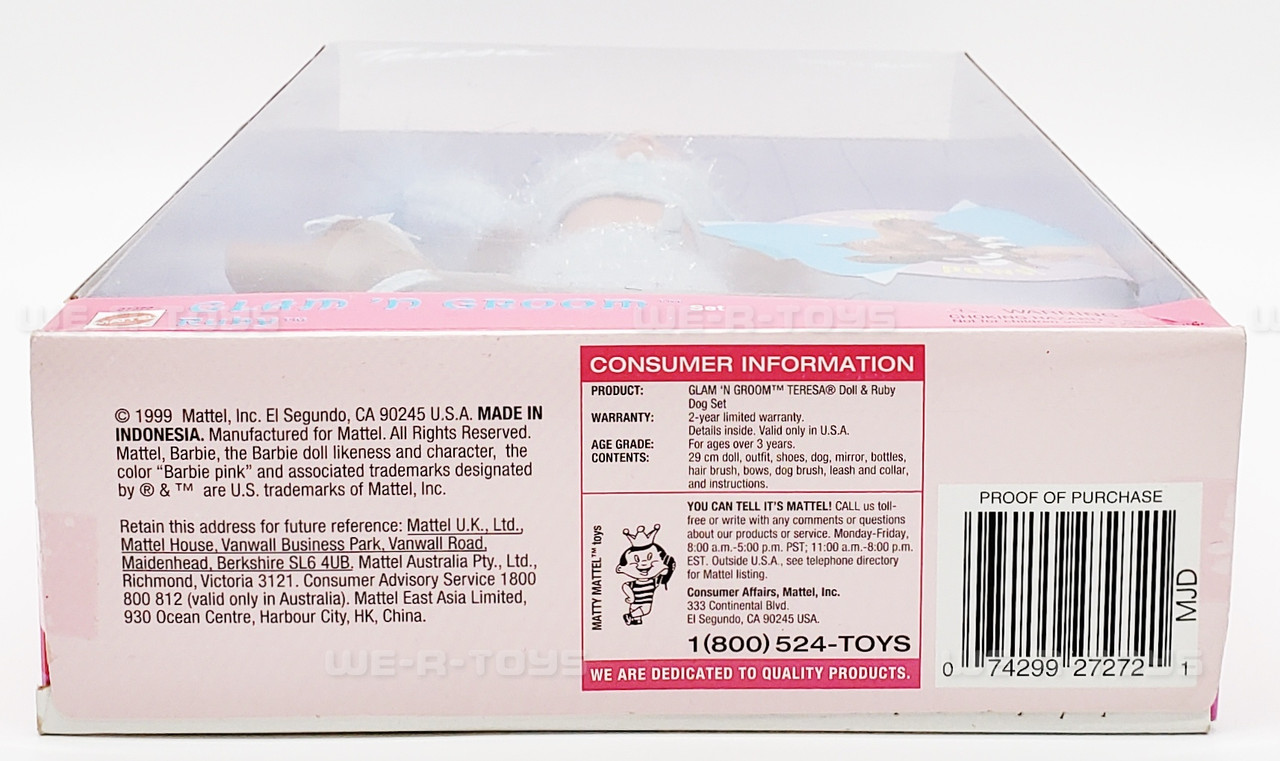 Glam 'n Groom™ Set
WARNING
WE-R-TOYS
WE-R-TOYS
© 1999 Mattel, Inc. El Segundo, CA 90245 U.S.A. MADE IN
INDONESIA. Manufactured for Mattel. All Rights Reserved.
Mattel, Barbie, the Barbie doll likeness and character, the
color “Barbie pink” and associated trademarks designated
by ® & ™ are U.S. trademarks of Mattel, Inc.
Retain this address for future reference: Mattel U.K., Ltd.,
Mattel House, Vanwall Business Park, Vanwall Road,
Maidenhead, Berkshire SL6 4UB, Mattel Australia Pty., Ltd.,
Richmond, Victoria 3121. Consumer Advisory Service 1800
800 812 (valid only in Australia). Mattel East Asia Limited,
930 Ocean Centre, Harbour City, HK, China.
CONSUMER INFORMATION
PRODUCT: GLAM 'N GROOM™ TERESA® Doll & Ruby
Dog Set
WARRANTY: 2-year limited warranty.
Details inside. Valid only in U.S.A.
AGE GRADE: For ages over 3 years.
CONTENTS: 29 cm doll, outfit, shoes, dog, mirror, bottles,
hair brush, bows, dog brush, leash and collar,
and instructions.
MATTY MATTEL™ toys
YOU CAN TELL IT'S MATTEL! CALL us toll-
free or write with any comments or questions
about our products or service. Monday-Friday,
8:00 a.m.-5:00 p.m. PST; 11:00 a.m.-8:00 p.m.
EST. Outside U.S.A., see telephone directory
for Mattel listing.
Consumer Affairs, Mattel, Inc.
333 Continental Blvd.
El Segundo, CA 90245 USA.
1(800) 524-TOYS
WE ARE DEDICATED TO QUALITY PRODUCTS.
PROOF OF PURCHASE
MJD
0 74299 27272 1
WE-R-TOYS
WE-R-TOYS